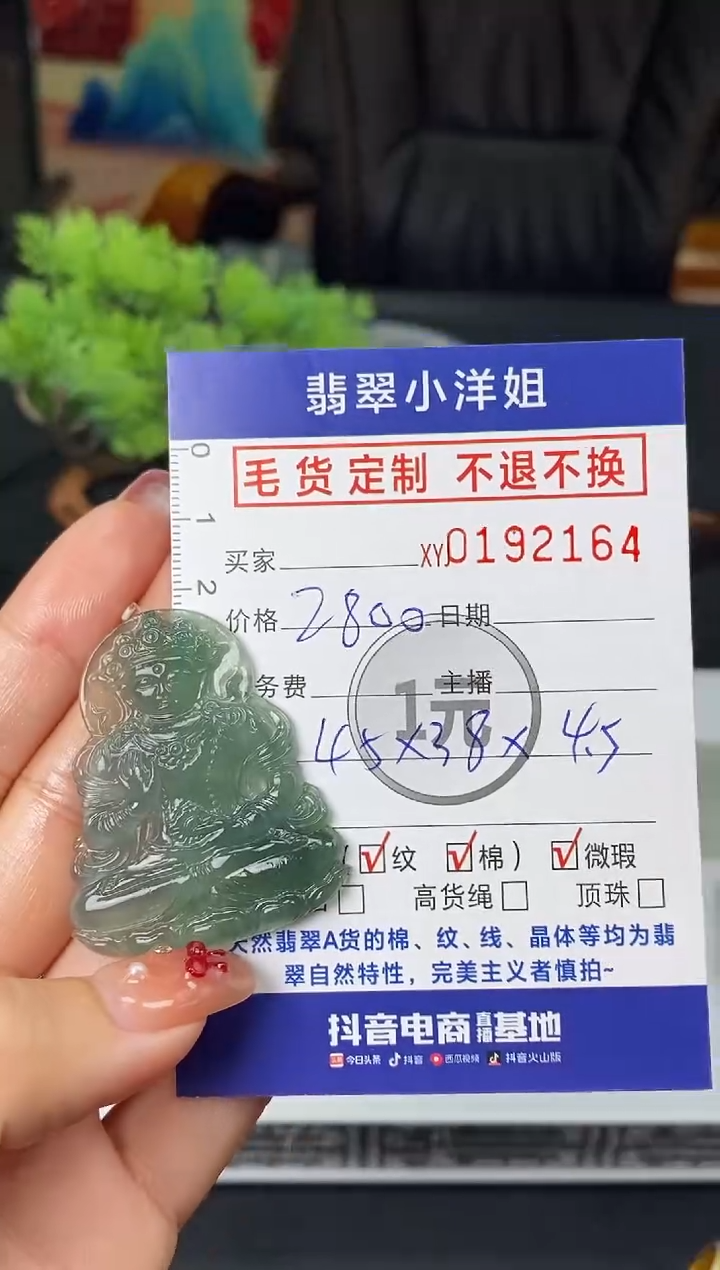 翡翠小洋姐
毛货定制 不退不换
0
1
2
买家 XYJ0192164
价格 2800 日期
务费 主播
1元
45×38×4.5
(√纹 √棉) √微瑕
高货绳 顶珠
天然翡翠A货的棉、纹、线、晶体等均为翡
翠自然特性，完美主义者慎拍~
抖音电商直播基地
今日头条 抖音 西瓜视频 抖音火山版